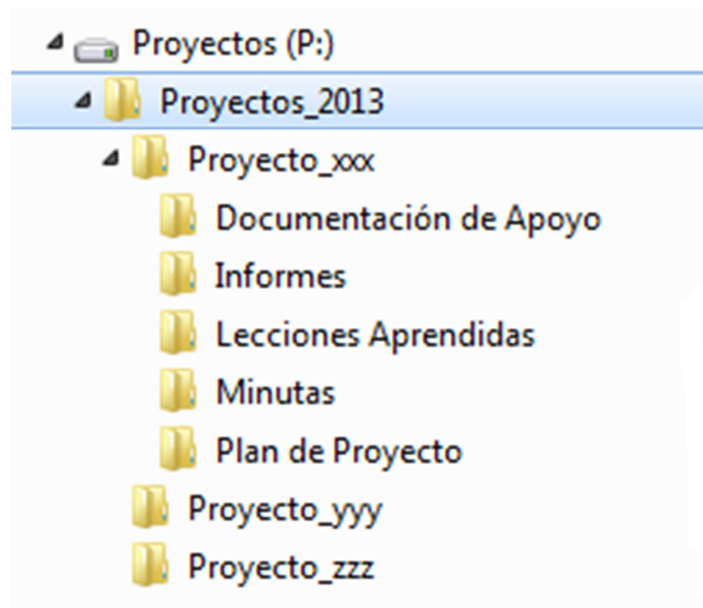 Proyectos (P:)
Proyectos_2013
Proyecto_xxx
Documentación de Apoyo
Informes
Lecciones Aprendidas
Minutas
Plan de Proyecto
Proyecto_yyy
Proyecto_zzz